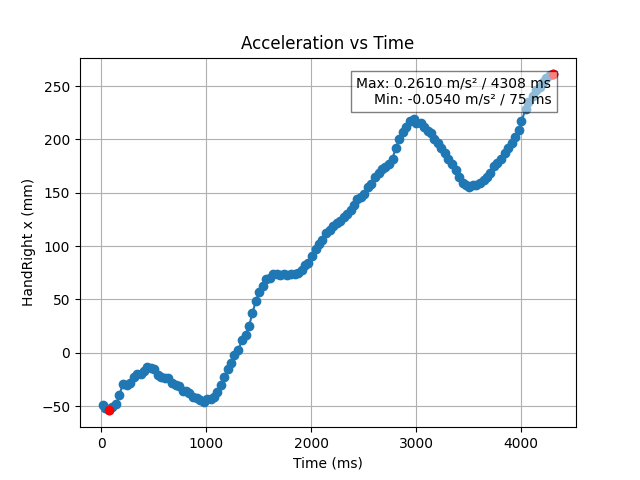 Acceleration vs Time
Max: 0.2610 m/s² / 4308 ms
Min: -0.0540 m/s² / 75 ms
HandRight x (mm)
250
200
150
100
50
0
−50
0 1000 2000 3000 4000
Time (ms)